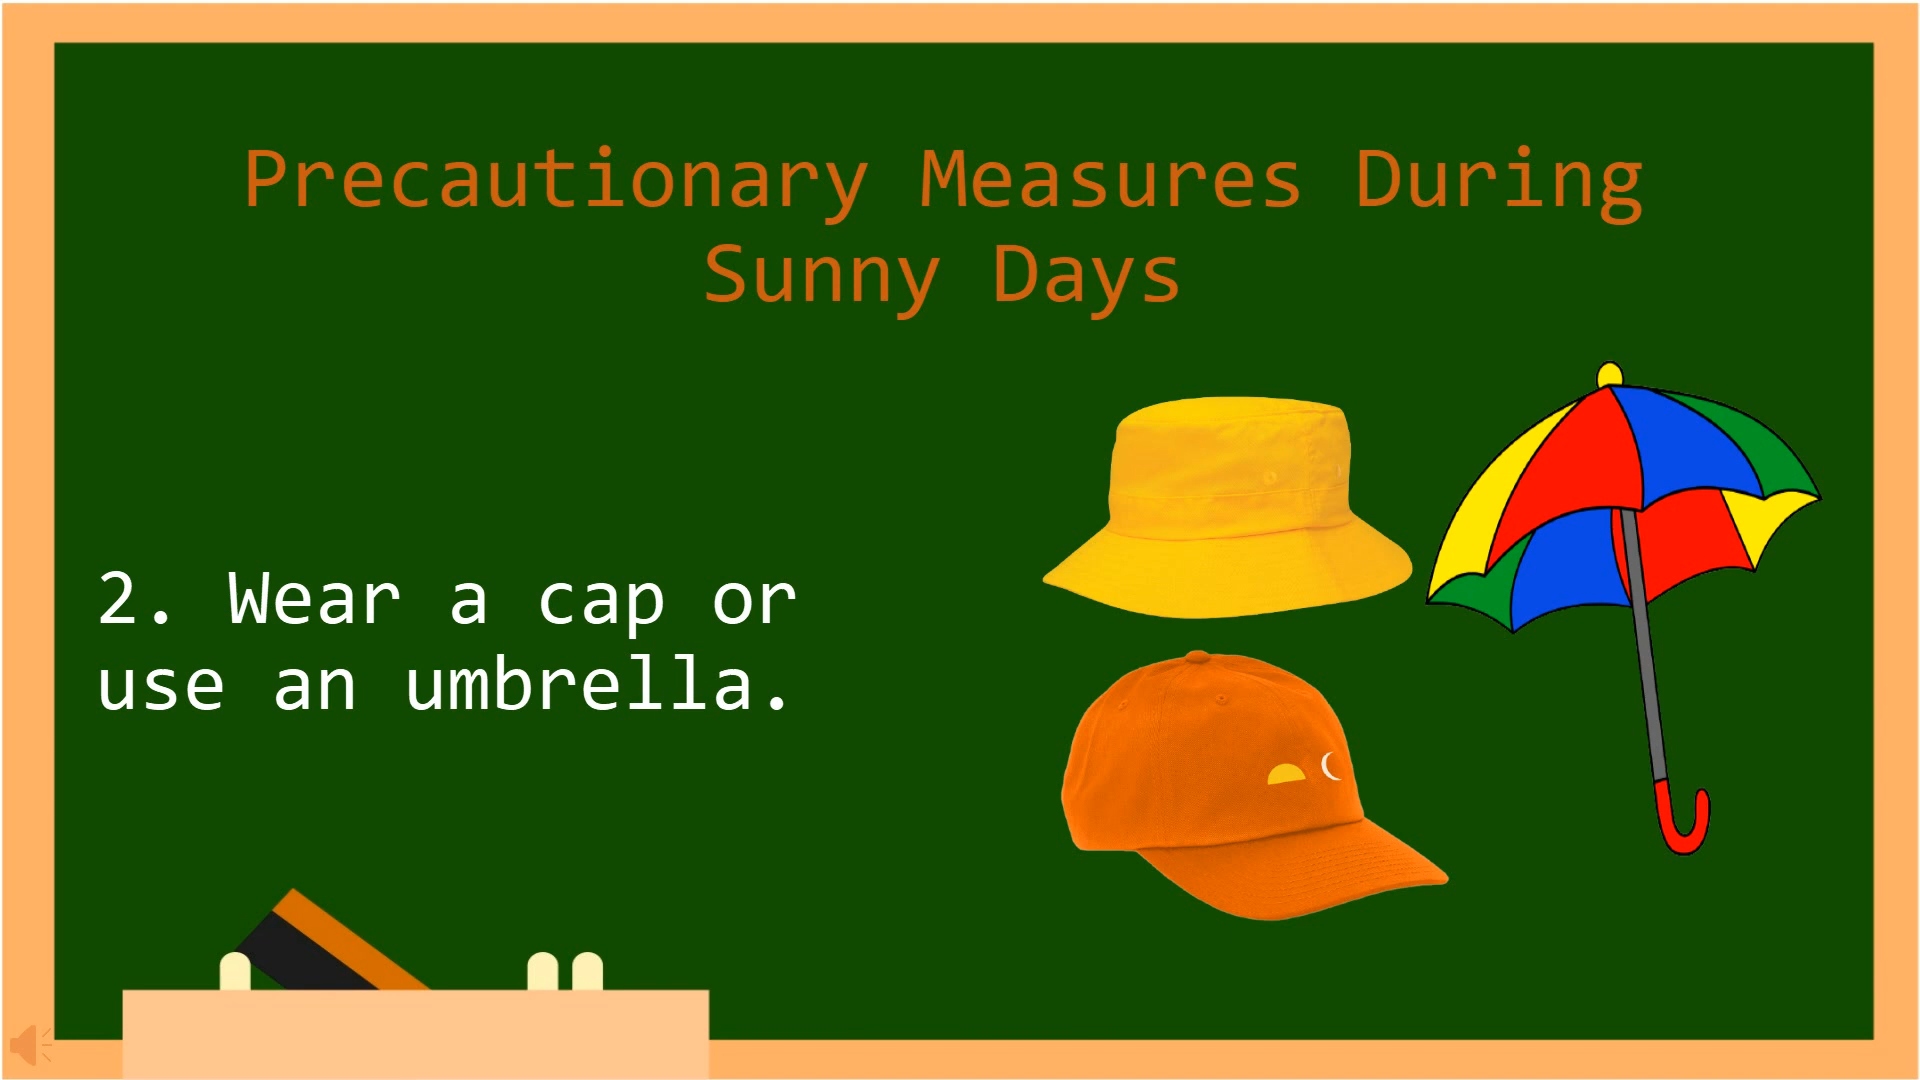 Precautionary Measures During
Sunny Days
2. Wear a cap or
use an umbrella.